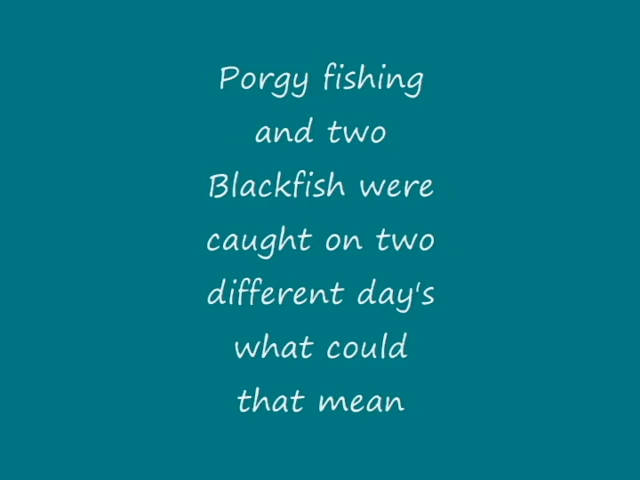 Porgy fishing
and two
Blackfish were
caught on two
different day's
what could
that mean